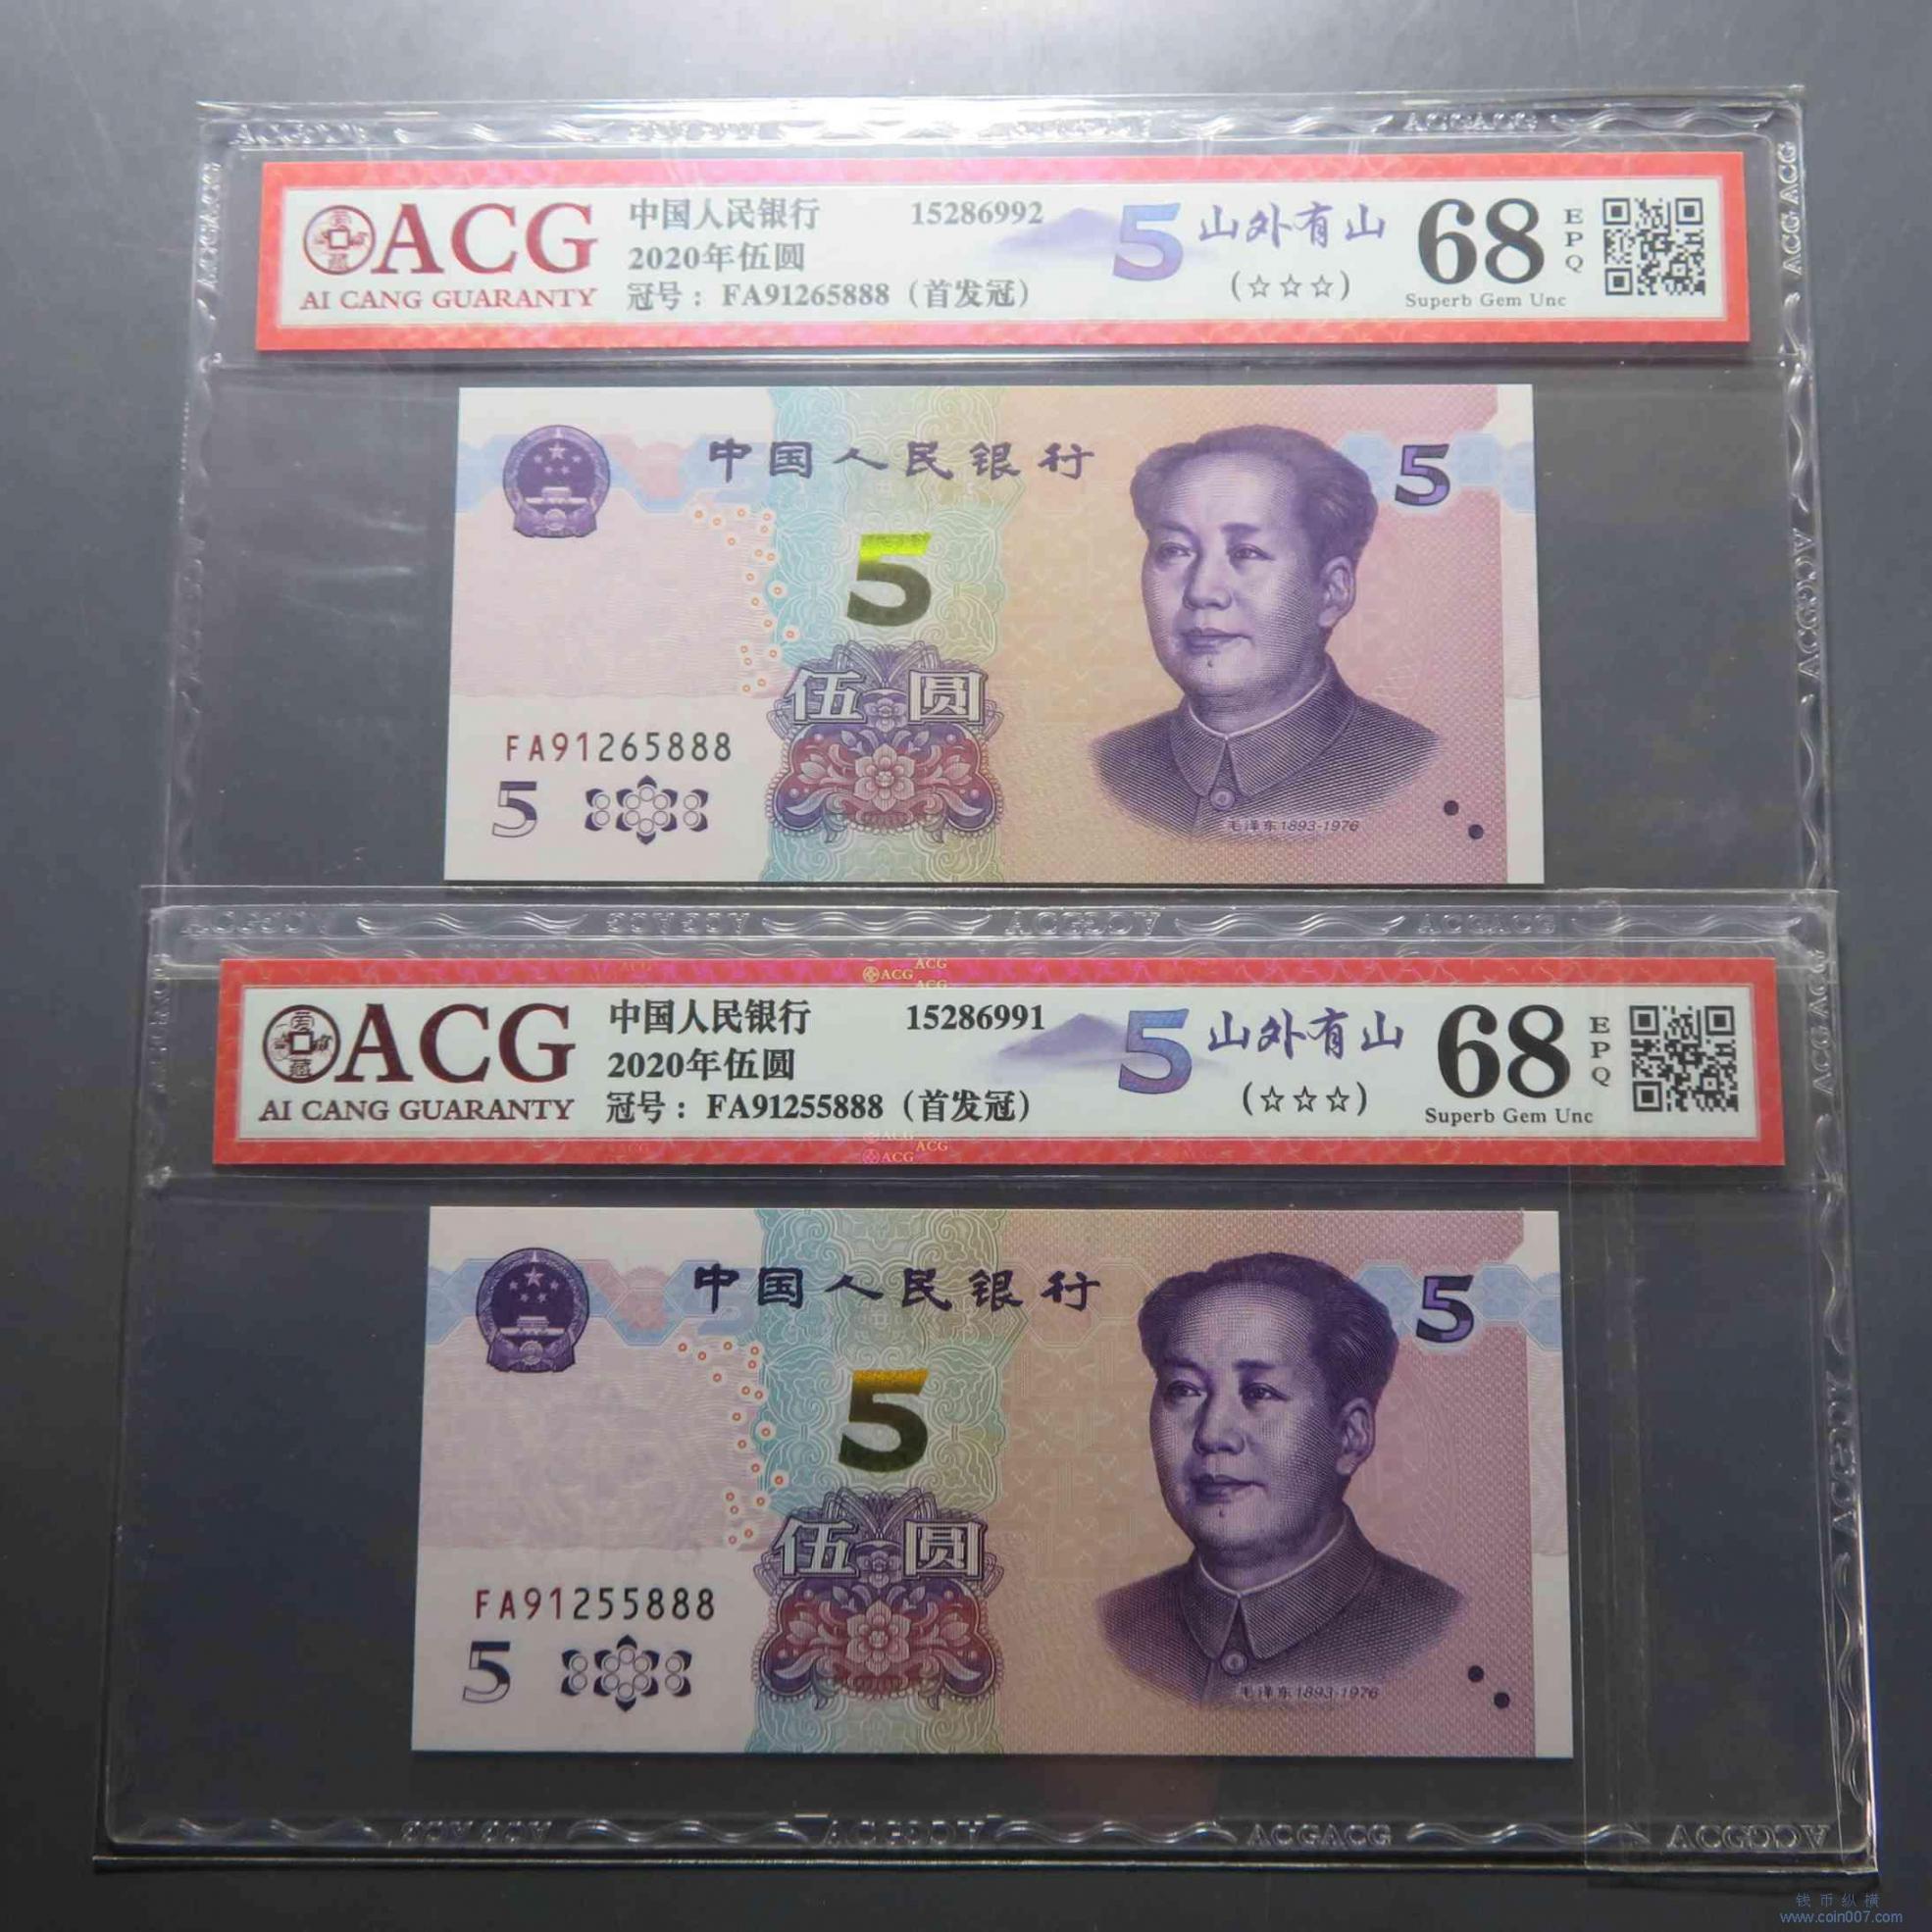 ACG
AI CANG GUARANTY
中国人民银行 15286992
2020年伍圆
冠号：FA91265888（首发冠）
5 山外有山
(☆☆☆)
68 EPQ
Superb Gem Unc
中国人民银行
5
5
伍圆
FA91265888
5
毛泽东1893-1976
ACGACG
ACG
AI CANG GUARANTY
中国人民银行 15286991
2020年伍圆
冠号：FA91255888（首发冠）
5 山外有山
(☆☆☆)
68 EPQ
Superb Gem Unc
中国人民银行
5
5
伍圆
FA91255888
5
毛泽东1893-1976
ACGACG
钱币纵横
www.coin007.com